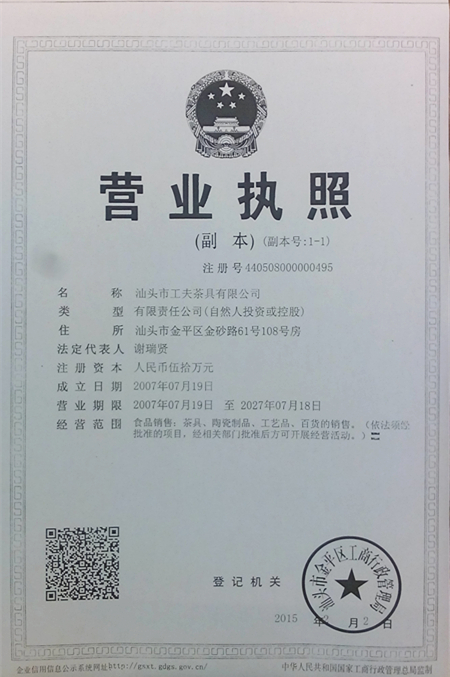 营业执照
(副 本) (副本号:1-1)
注册号440508000000495
名 称 汕头市工夫茶具有限公司
类 型 有限责任公司(自然人投资或控股)
住 所 汕头市金平区金砂路61号108号房
法定代表人 谢瑞贤
注册资本 人民币伍拾万元
成立日期 2007年07月19日
营业期限 2007年07月19日 至 2027年07月18日
经营范围 食品销售;茶具、陶瓷制品、工艺品、百货的销售。(依法须经
批准的项目,经相关部门批准后方可开展经营活动。)
汕头市金平区工商行政管理局
登记机关
2015 年2 月2 日
企业信用信息公示系统网址http://gsxt.gdgs.gov.cn/
中华人民共和国国家工商行政管理总局监制